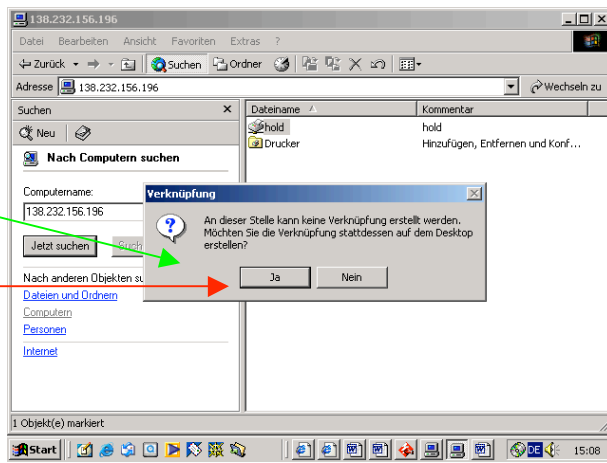 138.232.156.196
Datei Bearbeiten Ansicht Favoriten Extras ?
Zurück Suchen Ordner
Adresse 138.232.156.196 Wechseln zu
Suchen
Neu
Nach Computern suchen
Computername:
138.232.156.196
Jetzt suchen Such
Nach anderen Objekten su
Dateien und Ordnern
Computern
Personen
Internet
Dateiname Kommentar
hold hold
Drucker Hinzufügen, Entfernen und Konf...
Verknüpfung
An dieser Stelle kann keine Verknüpfung erstellt werden.
Möchten Sie die Verknüpfung stattdessen auf dem Desktop
erstellen?
Ja Nein
1 Objekt(e) markiert
Start DE 15:08